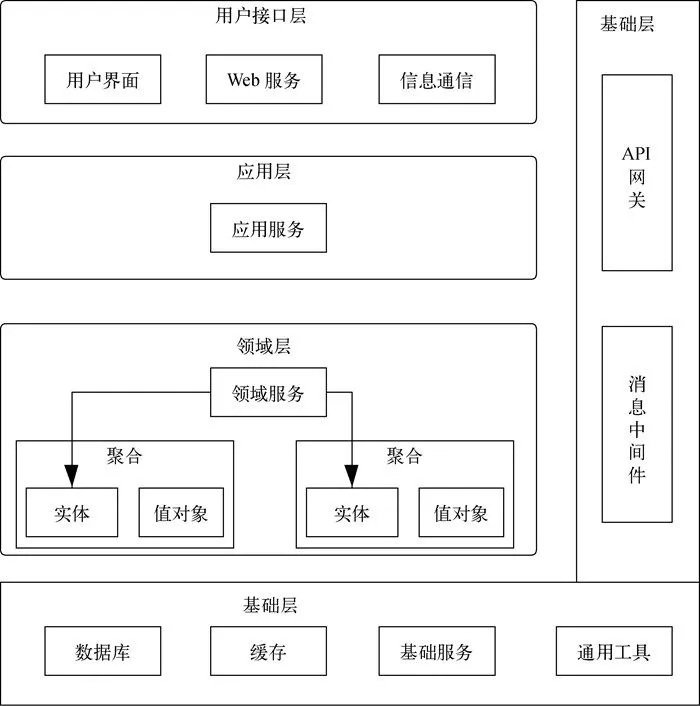 用户接口层
用户界面
Web 服务
信息通信
应用层
应用服务
领域层
领域服务
聚合
实体
值对象
聚合
实体
值对象
基础层
API
网
关
消
息
中
间
件
基础层
数据库
缓存
基础服务
通用工具